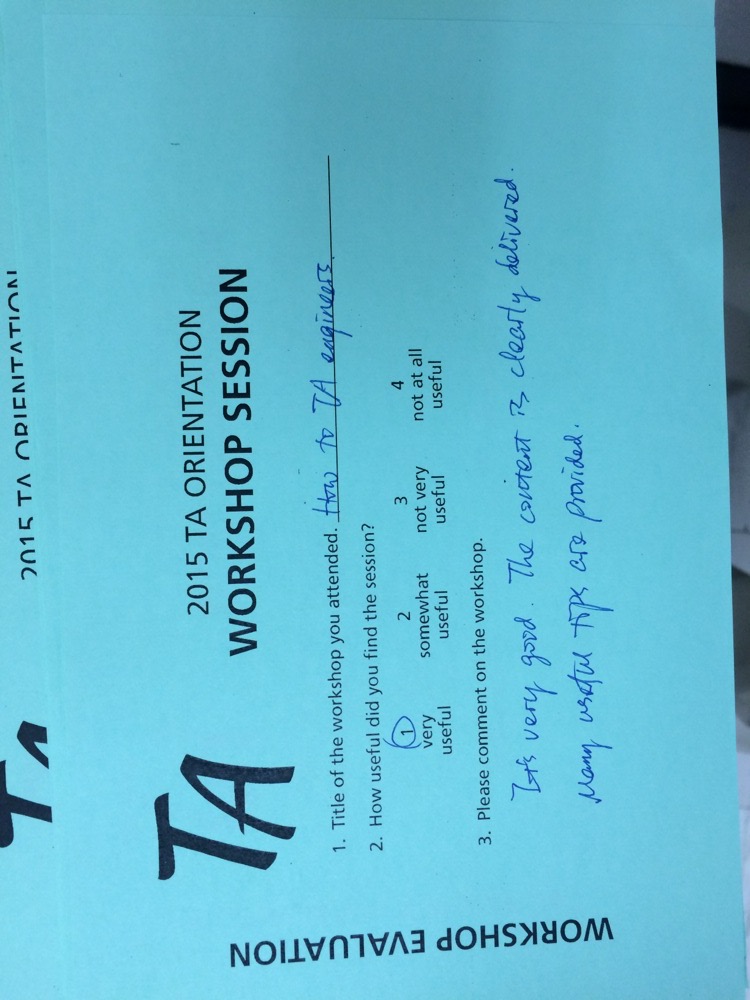 2015 TA ORIENTATION
TA
2015 TA ORIENTATION
WORKSHOP SESSION
WORKSHOP EVALUATION
1. Title of the workshop you attended. How to TA engineers.
2. How useful did you find the session?
1 2 3 4
very somewhat not very not at all
useful useful useful useful
3. Please comment on the workshop.
It's very good. The content is clearly delivered.
Many useful tips are provided.